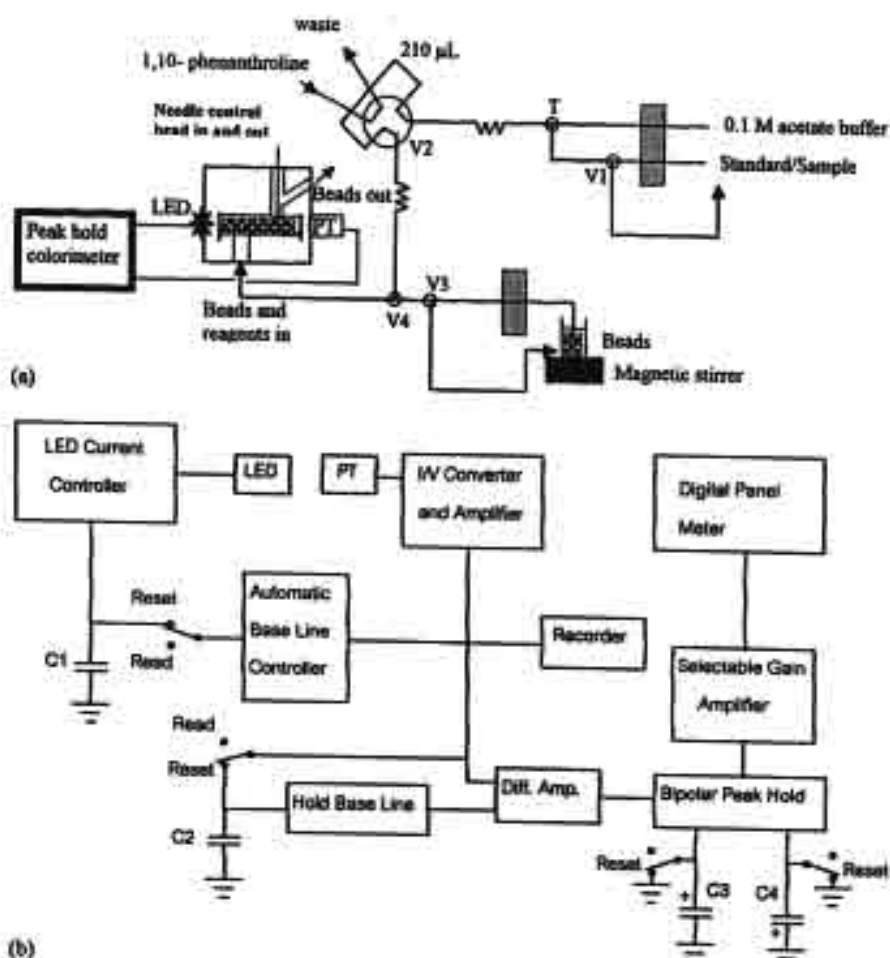 waste
210 µL
1,10- phenanthroline
Needle control
head in and out
T
0.1 M acetate buffer
V2
V1
Standard/Sample
Beads out
LED
PT
Peak hold
colorimeter
V3
V4
Beads and
reagents in
Beads
Magnetic stirrer
(a)
LED Current
Controller
LED
PT
I/V Converter
and Amplifier
Digital Panel
Meter
Reset
Read
C1
Automatic
Base Line
Controller
Recorder
Selectable Gain
Amplifier
Read
Reset
C2
Hold Base Line
Diff. Amp.
Bipolar Peak Hold
Reset
C3
+
C4
+
Reset
(b)